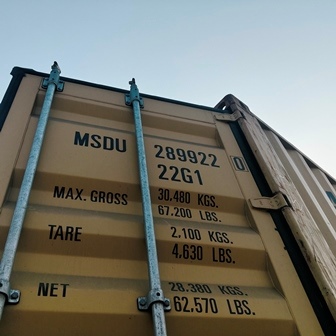 MSDU 289922 0
22G1
MAX. GROSS 30.480 KGS.
67.200 LBS.
TARE 2.100 KGS.
4.630 LBS.
NET 28.380 KGS.
62,570 LBS.